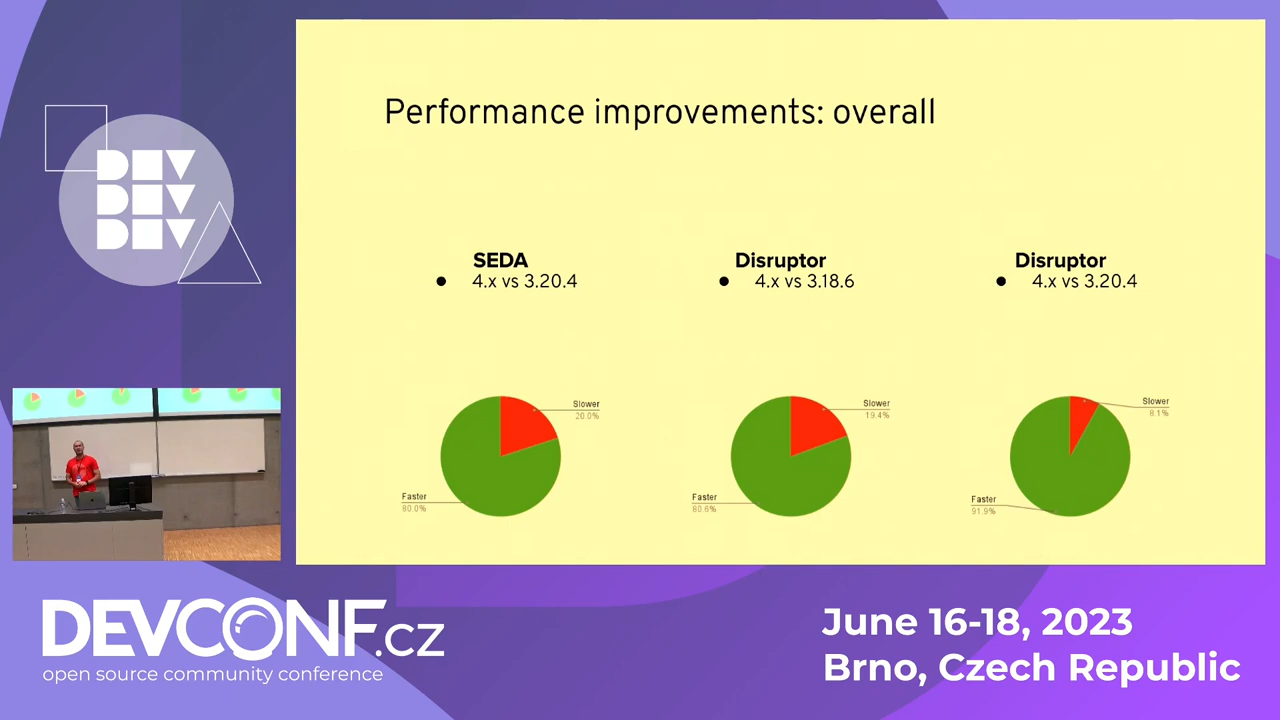 Performance improvements: overall
SEDA
● 4.x vs 3.20.4
Disruptor
● 4.x vs 3.18.6
Disruptor
● 4.x vs 3.20.4
Slower
20.0%
Faster
80.0%
Slower
19.4%
Faster
80.6%
Slower
8.1%
Faster
91.9%
DEV
DEV
DEV
DEVCONF.cz
open source community conference
June 16-18, 2023
Brno, Czech Republic